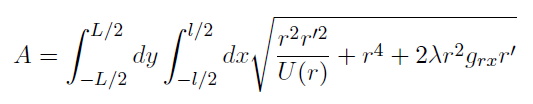 A = \int_{-L/2}^{L/2} dy \int_{-l/2}^{l/2} dx \sqrt{\frac{r^2 r'^2}{U(r)} + r^4 + 2\lambda r^2 g_{rx} r'}